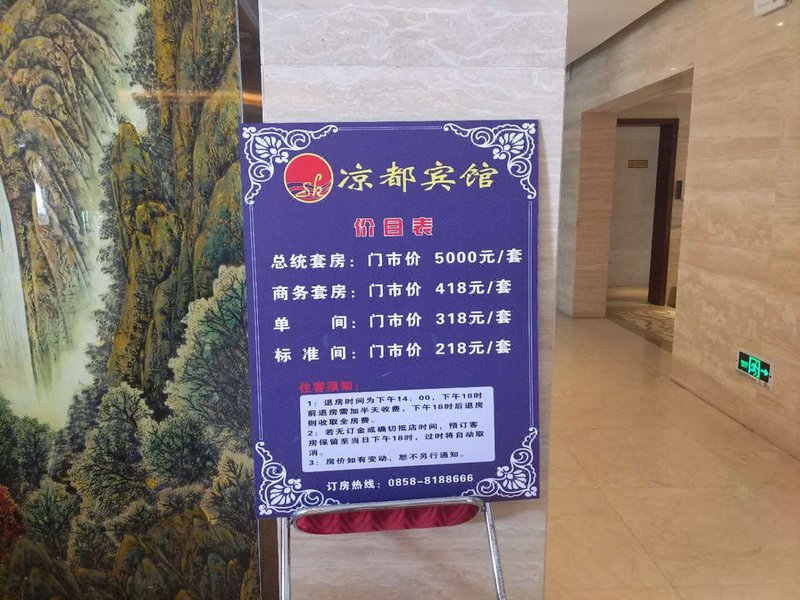 sk 凉都宾馆
价目表
总统套房：门市价 5000元/套
商务套房：门市价 418元/套
单　　间：门市价 318元/套
标 准 间：门市价 218元/套
住客须知：
1：退房时间为下午14：00、下午18时
前退房需加半天收费，下午18时后退房
则收取全房费。
2：若无订金或确切抵店时间，预订客
房保留至当日下午18时，过时将自动取
消。
3：房价如有变动，恕不另行通知。
订房热线：0858-8188666